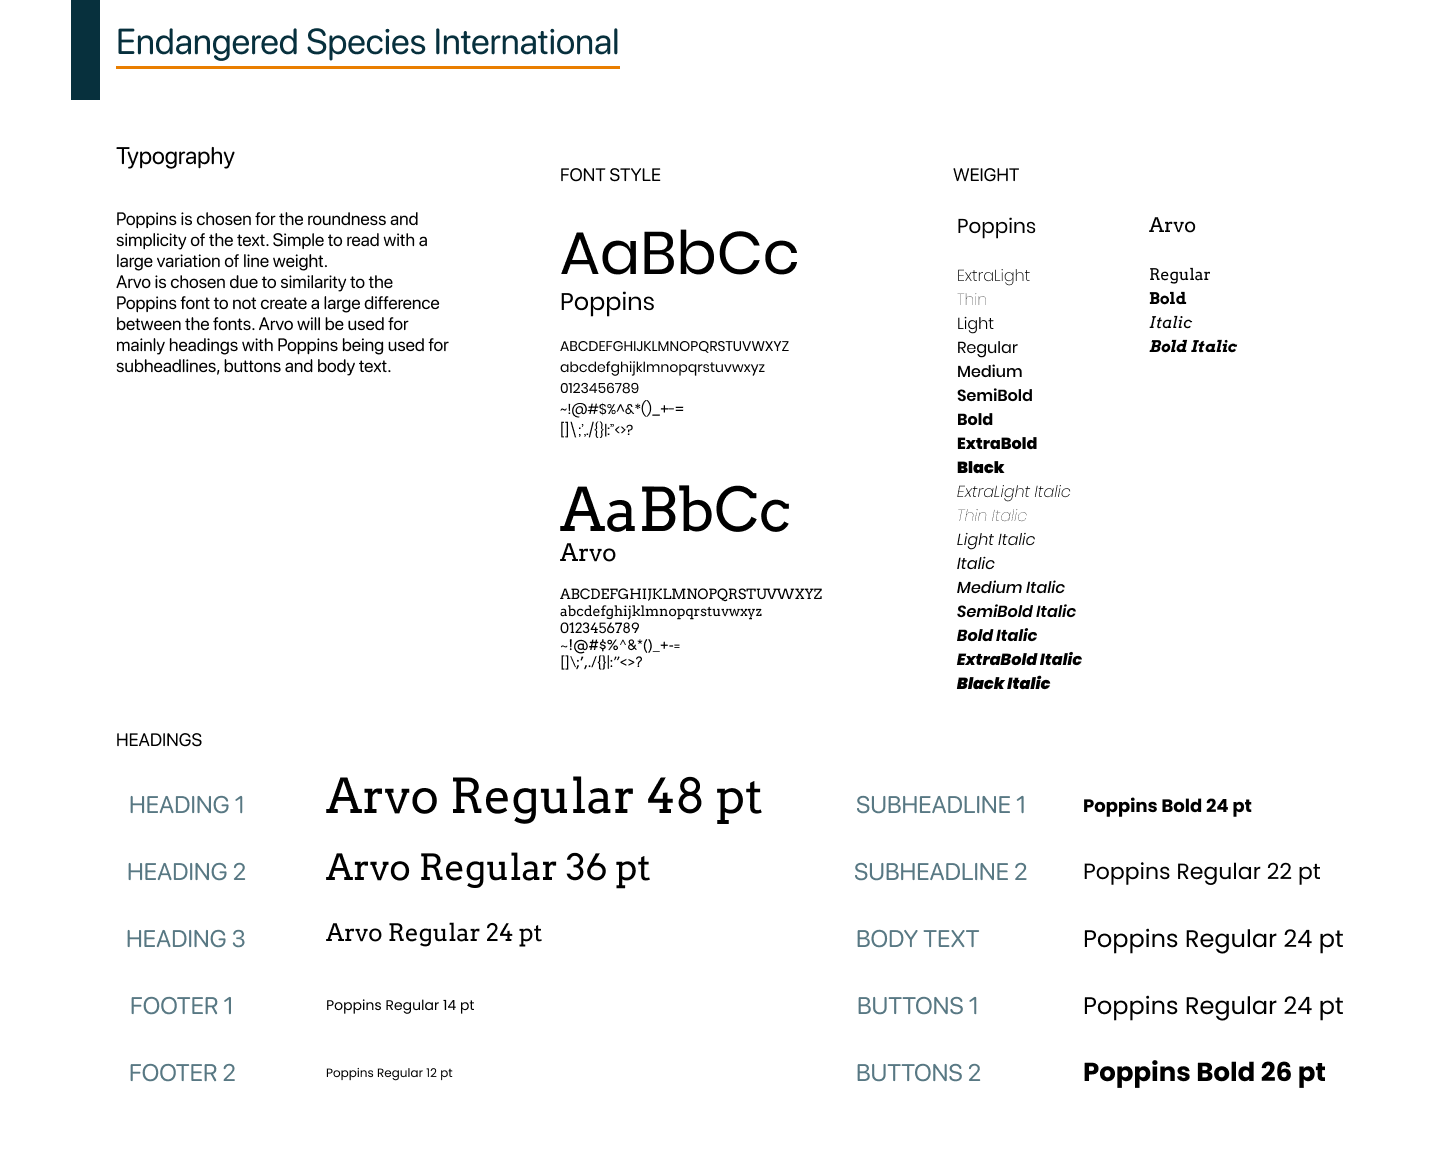 Endangered Species International
Typography
Poppins is chosen for the roundness and
simplicity of the text. Simple to read with a
large variation of line weight.
Arvo is chosen due to similarity to the
Poppins font to not create a large difference
between the fonts. Arvo will be used for
mainly headings with Poppins being used for
subheadlines, buttons and body text.
FONT STYLE
AaBbCc
Poppins
ABCDEFGHIJKLMNOPQRSTUVWXYZ
abcdefghijklmnopqrstuvwxyz
0123456789
~!@#$%^&*()_+-=
[]\;',./{}|:"<>?
AaBbCc
Arvo
ABCDEFGHIJKLMNOPQRSTUVWXYZ
abcdefghijklmnopqrstuvwxyz
0123456789
~!@#$%^&*()_+-=
[]\;',./{}|:"<>?
WEIGHT
Poppins
ExtraLight
Thin
Light
Regular
Medium
SemiBold
Bold
ExtraBold
Black
ExtraLight Italic
Thin Italic
Light Italic
Italic
Medium Italic
SemiBold Italic
Bold Italic
ExtraBold Italic
Black Italic
Arvo
Regular
Bold
Italic
Bold Italic
HEADINGS
HEADING 1 Arvo Regular 48 pt
HEADING 2 Arvo Regular 36 pt
HEADING 3 Arvo Regular 24 pt
FOOTER 1 Poppins Regular 14 pt
FOOTER 2 Poppins Regular 12 pt
SUBHEADLINE 1 Poppins Bold 24 pt
SUBHEADLINE 2 Poppins Regular 22 pt
BODY TEXT Poppins Regular 24 pt
BUTTONS 1 Poppins Regular 24 pt
BUTTONS 2 Poppins Bold 26 pt